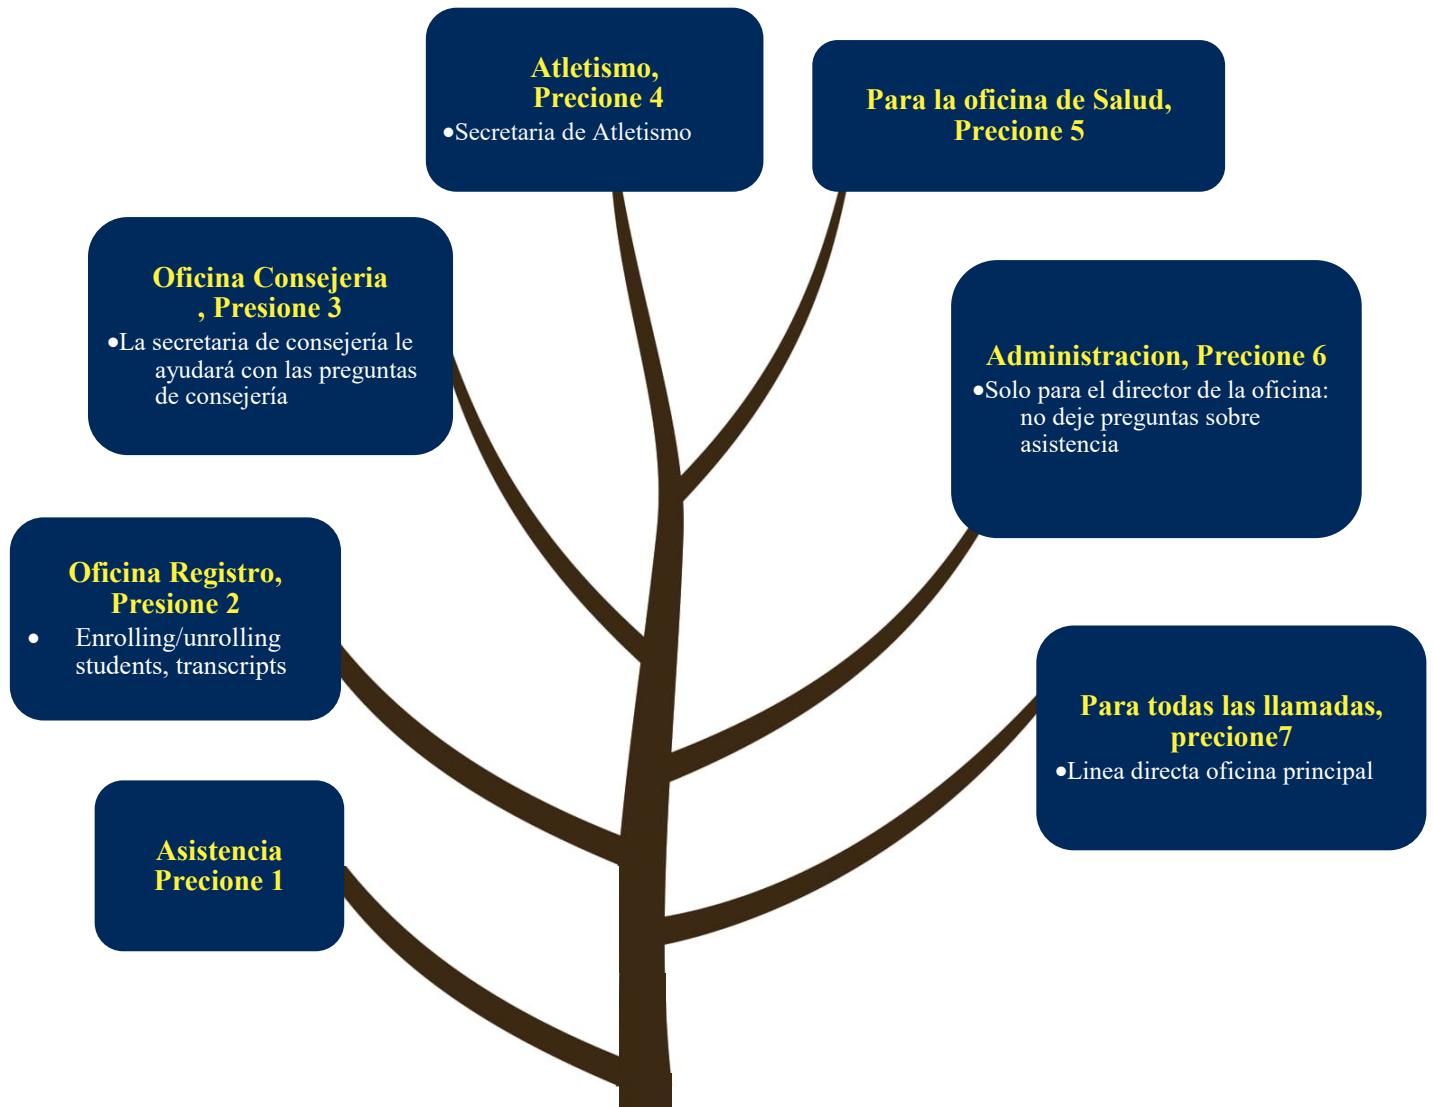 Atletismo,
Precione 4
•Secretaria de Atletismo
Para la oficina de Salud,
Precione 5
Oficina Consejeria
, Presione 3
•La secretaria de consejería le
ayudará con las preguntas
de consejería
Administracion, Precione 6
•Solo para el director de la oficina:
no deje preguntas sobre
asistencia
Oficina Registro,
Presione 2
• Enrolling/unrolling
students, transcripts
Para todas las llamadas,
precione7
•Linea directa oficina principal
Asistencia
Precione 1